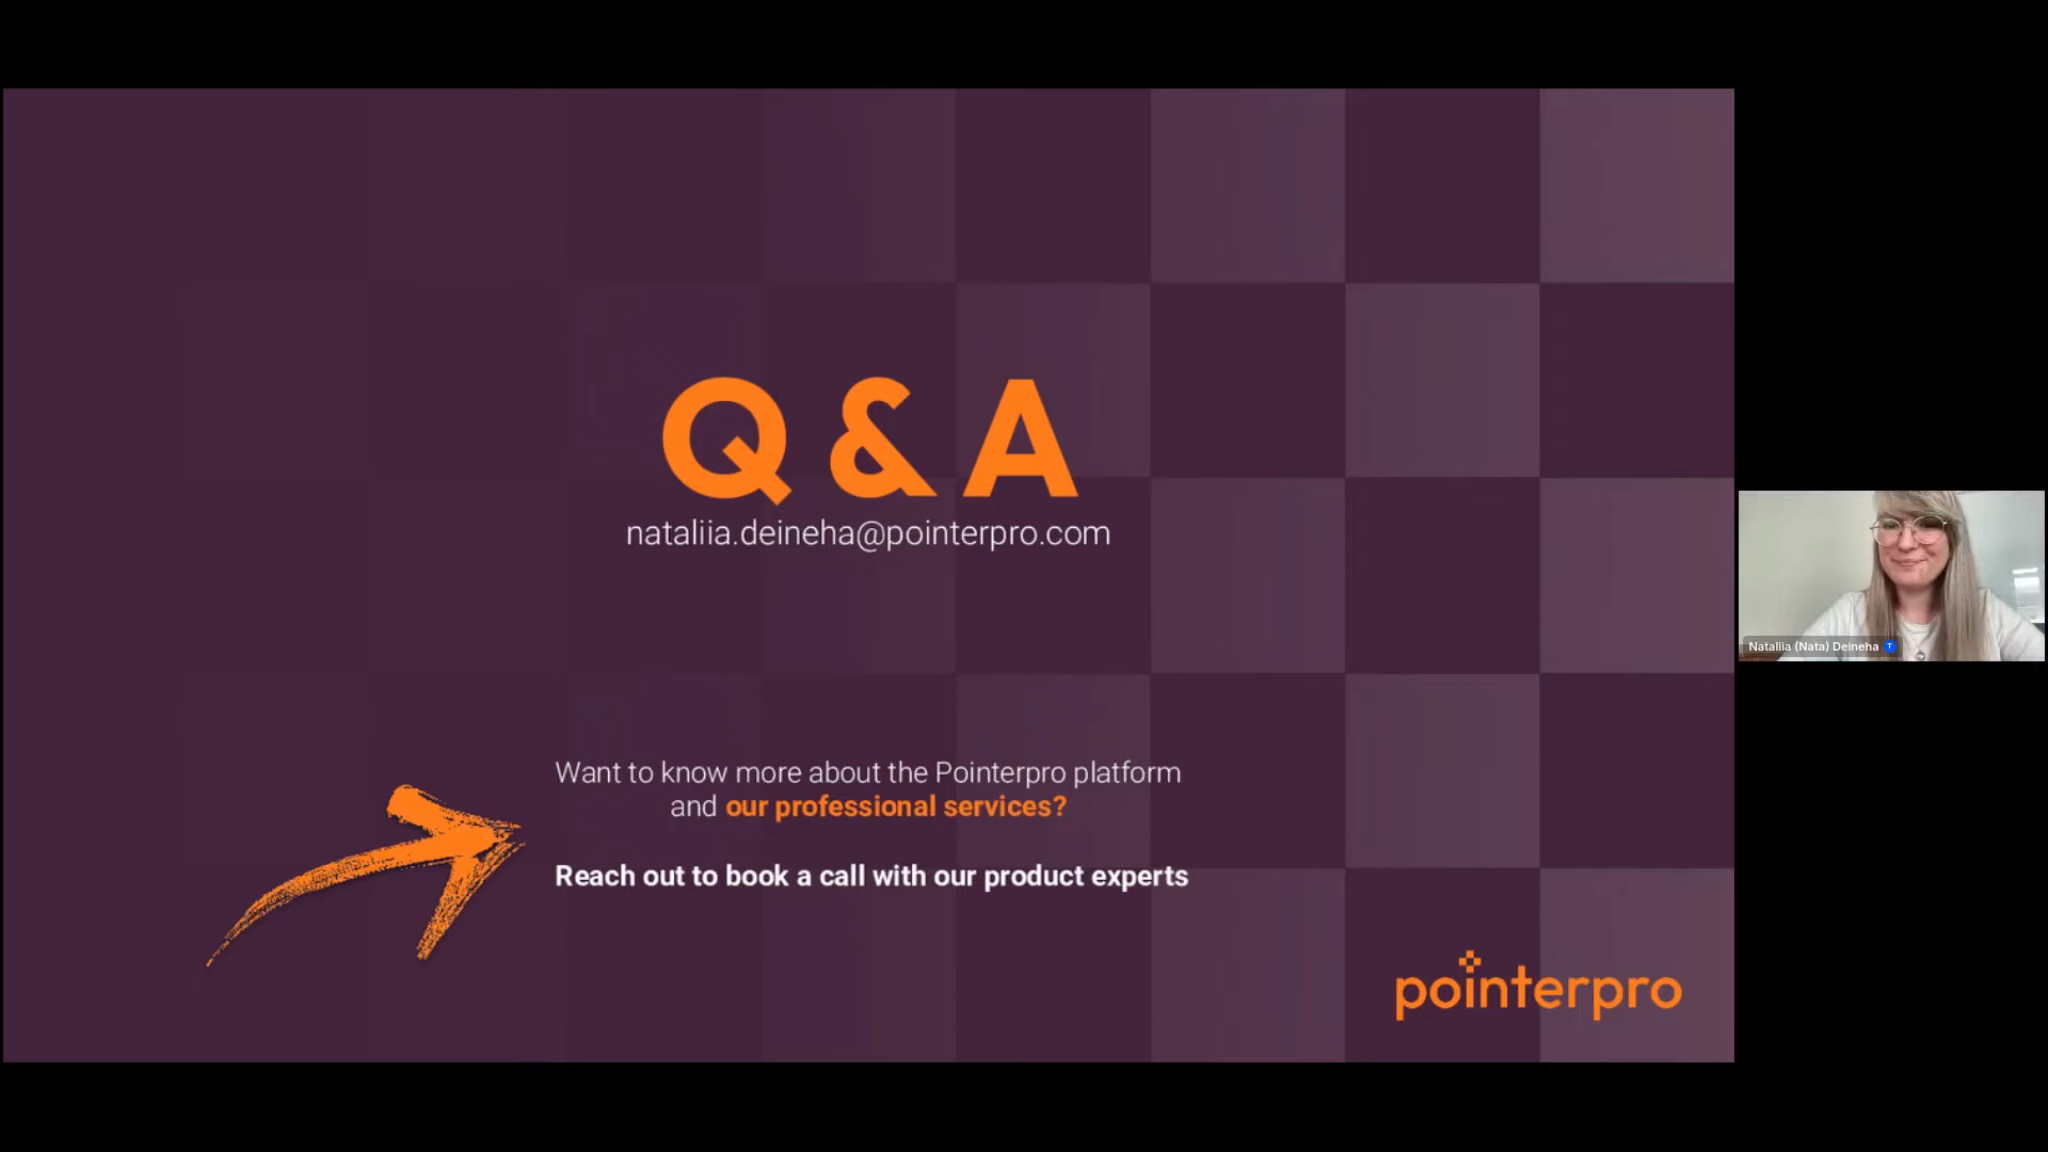 Q & A
nataliia.deineha@pointerpro.com
Want to know more about the Pointerpro platform
and our professional services?
Reach out to book a call with our product experts
pointerpro
Nataliia (Nata) Deineha T